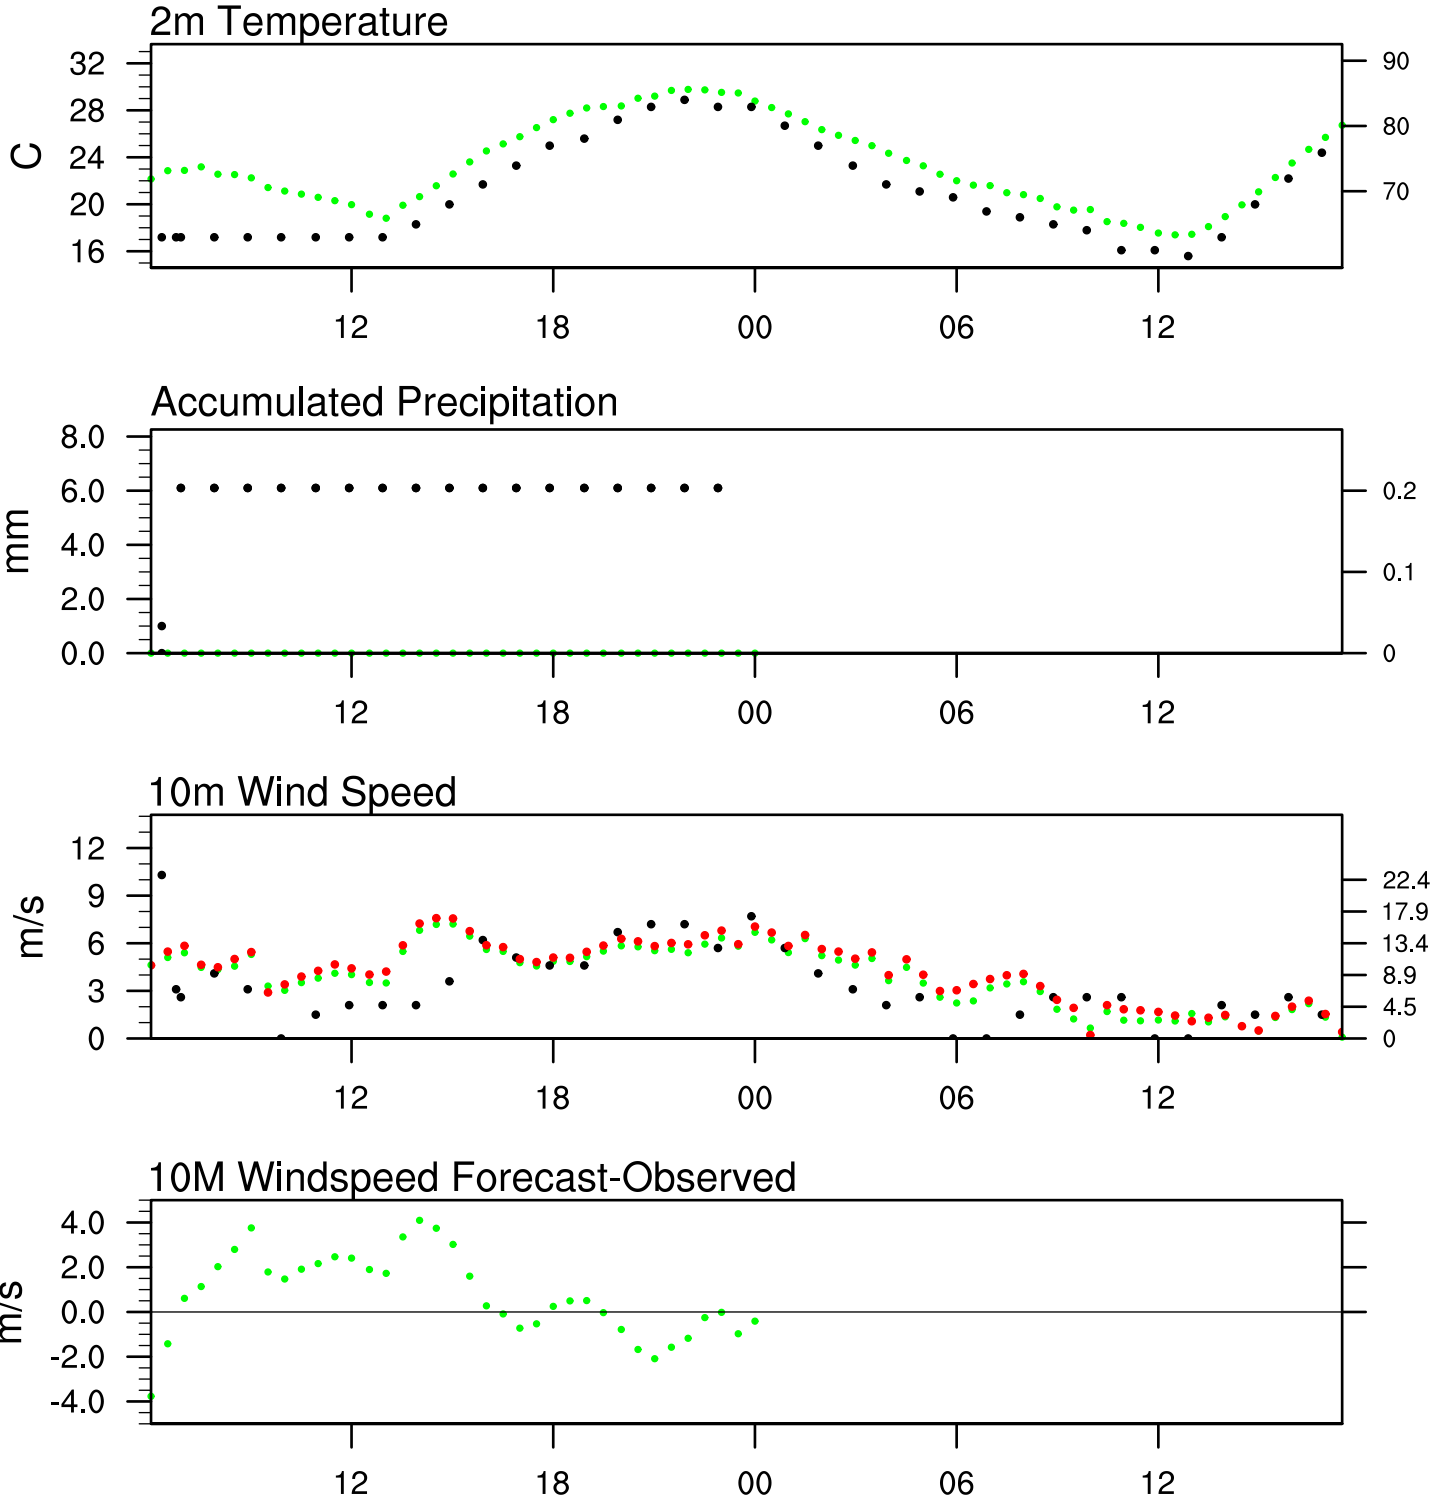 2m Temperature
32
28
24
20
16
C
90
80
70
12 18 00 06 12
Accumulated Precipitation
8.0
6.0
4.0
2.0
0.0
mm
0.2
0.1
0
12 18 00 06 12
10m Wind Speed
12
9
6
3
0
m/s
22.4
17.9
13.4
8.9
4.5
0
12 18 00 06 12
10M Windspeed Forecast-Observed
4.0
2.0
0.0
-2.0
-4.0
m/s
12 18 00 06 12